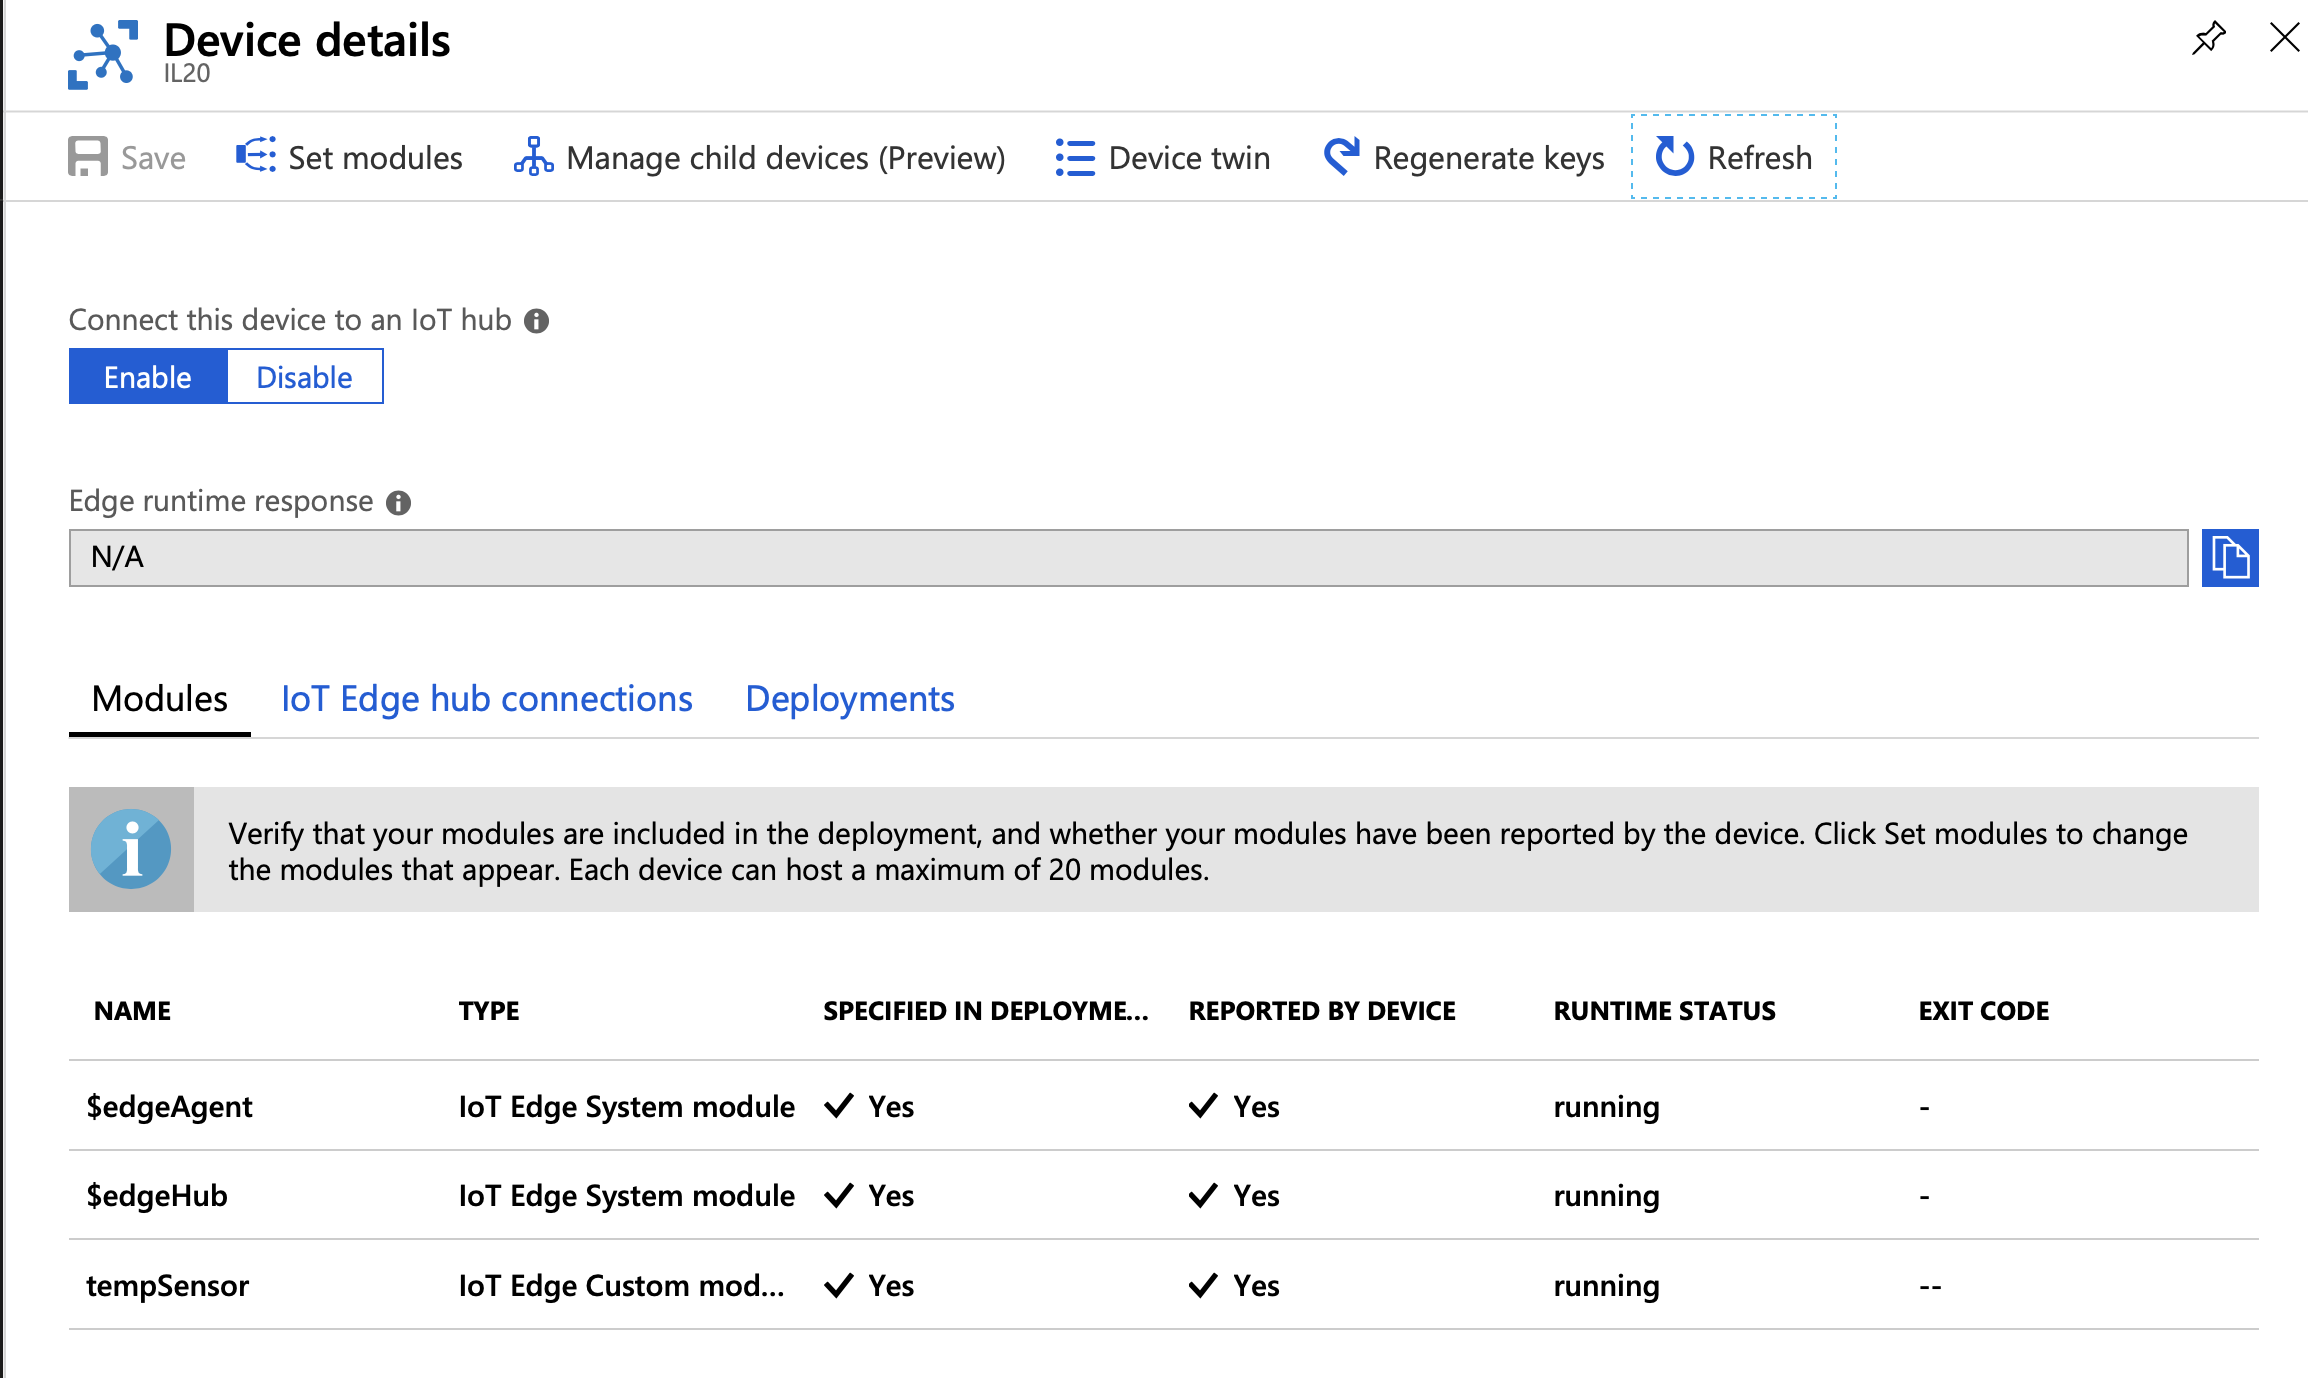 Device details
IL20
Save Set modules Manage child devices (Preview) Device twin Regenerate keys Refresh
Connect this device to an IoT hub
Enable Disable
Edge runtime response
N/A
Modules IoT Edge hub connections Deployments
Verify that your modules are included in the deployment, and whether your modules have been reported by the device. Click Set modules to change
the modules that appear. Each device can host a maximum of 20 modules.
NAME TYPE SPECIFIED IN DEPLOYME... REPORTED BY DEVICE RUNTIME STATUS EXIT CODE
$edgeAgent IoT Edge System module Yes Yes running -
$edgeHub IoT Edge System module Yes Yes running -
tempSensor IoT Edge Custom mod... Yes Yes running --